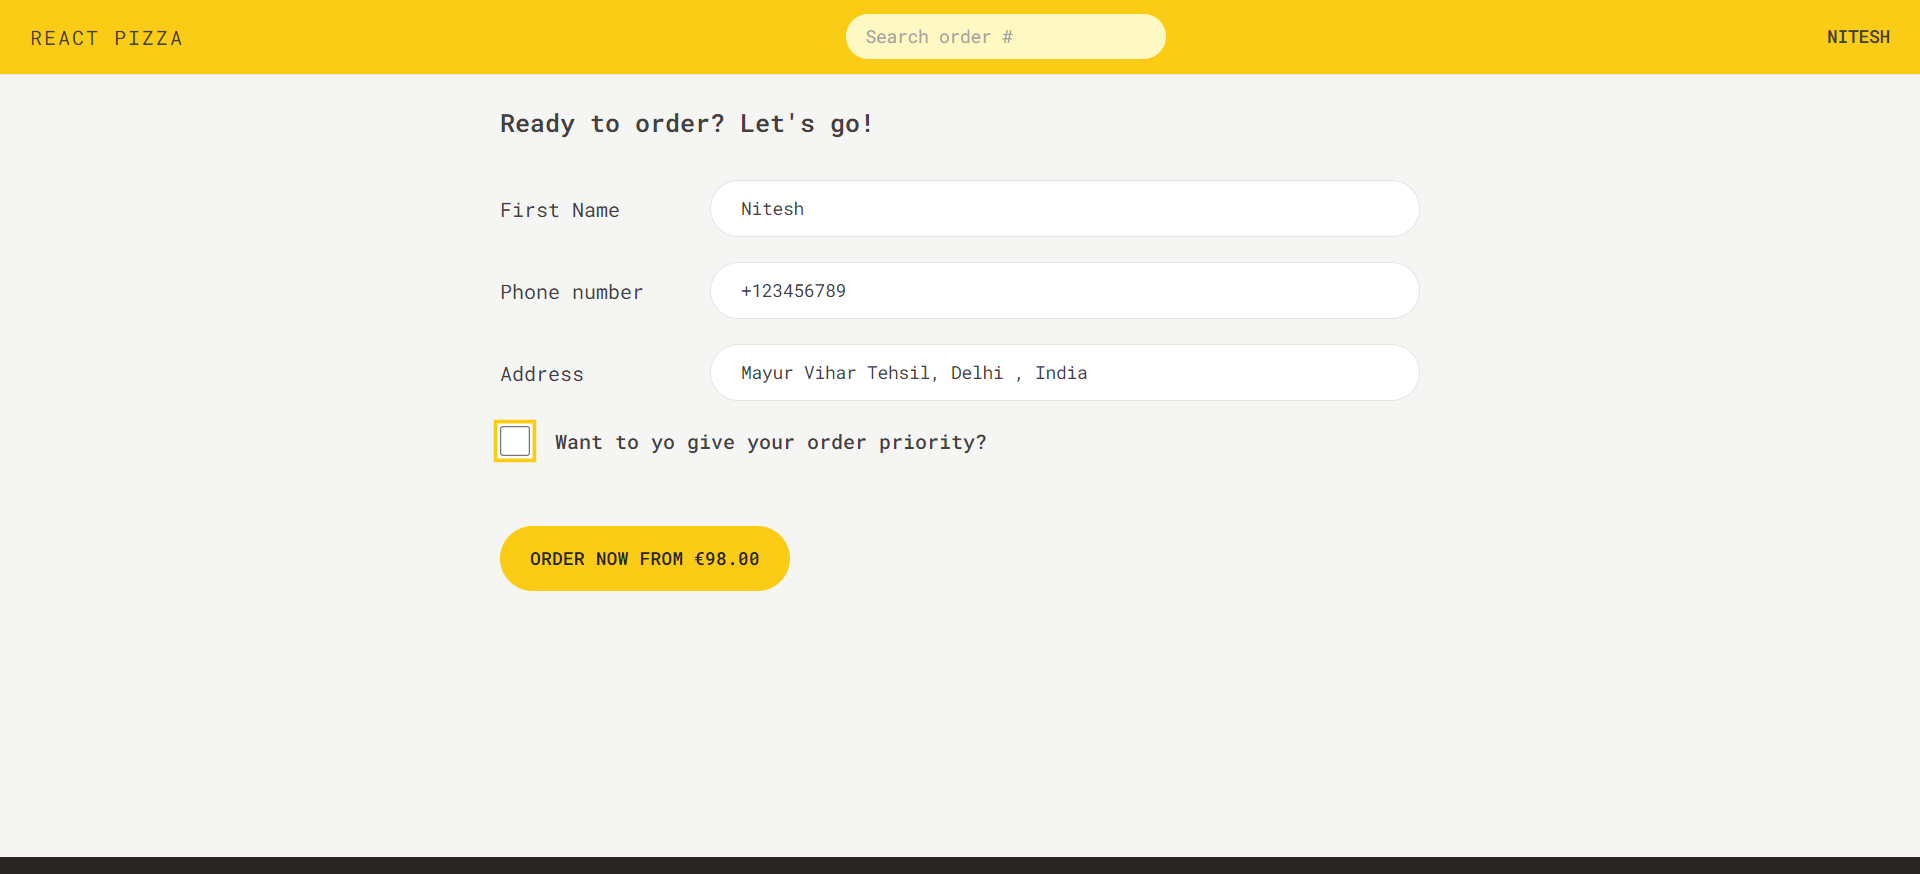 REACT PIZZA
Search order #
NITESH
Ready to order? Let's go!
First Name
Nitesh
Phone number
+123456789
Address
Mayur Vihar Tehsil, Delhi , India
Want to yo give your order priority?
ORDER NOW FROM €98.00